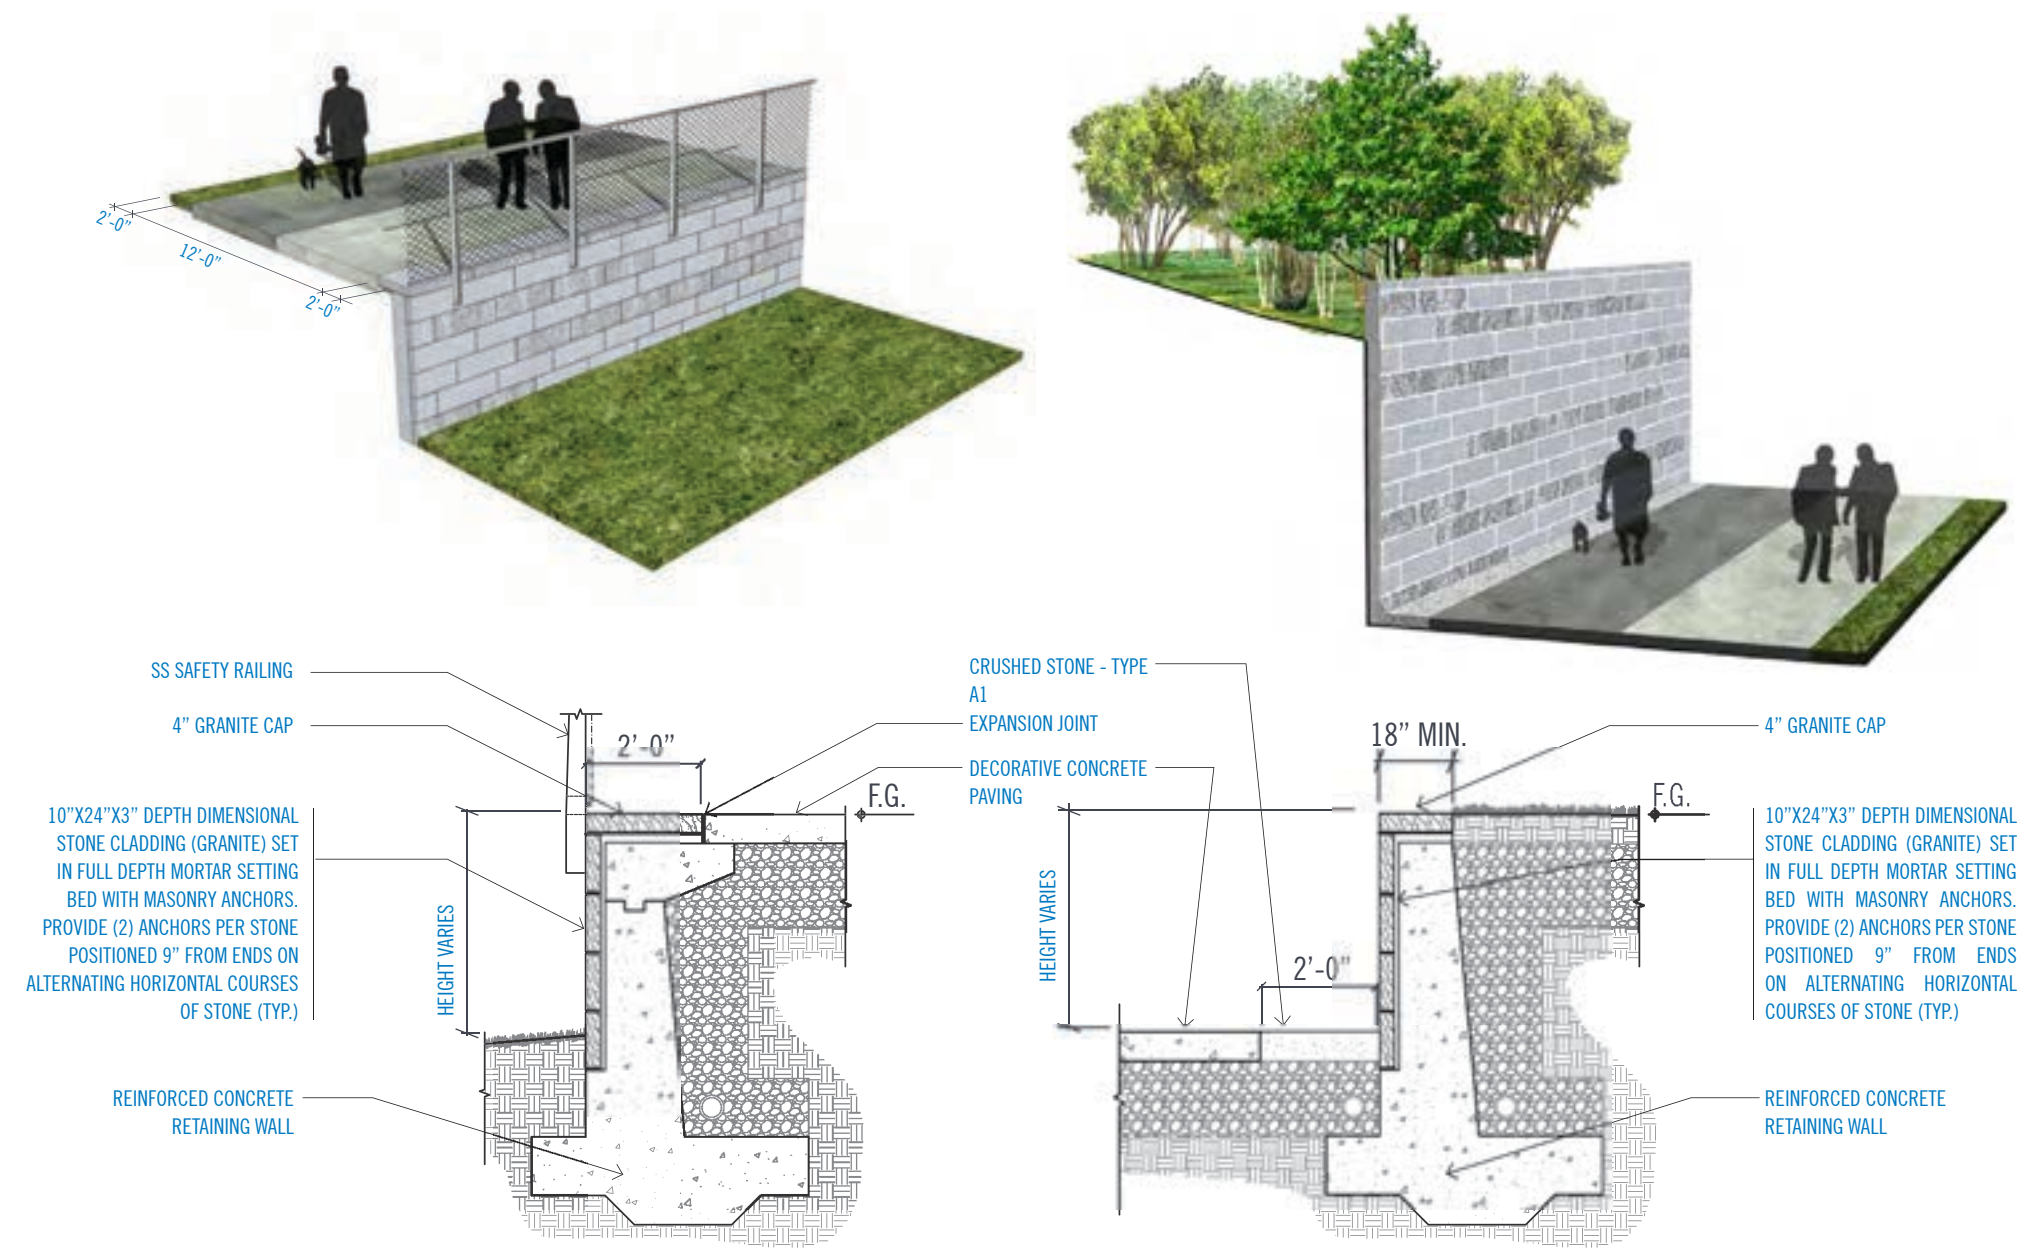 2'-0"
12'-0"
2'-0"
SS SAFETY RAILING
4” GRANITE CAP
10”X24”X3” DEPTH DIMENSIONAL
STONE CLADDING (GRANITE) SET
IN FULL DEPTH MORTAR SETTING
BED WITH MASONRY ANCHORS.
PROVIDE (2) ANCHORS PER STONE
POSITIONED 9” FROM ENDS ON
ALTERNATING HORIZONTAL COURSES
OF STONE (TYP.)
REINFORCED CONCRETE
RETAINING WALL
HEIGHT VARIES
2’-0”
F.G.
CRUSHED STONE - TYPE
A1
EXPANSION JOINT
DECORATIVE CONCRETE
PAVING
HEIGHT VARIES
2’-0”
18” MIN.
F.G.
4” GRANITE CAP
10”X24”X3” DEPTH DIMENSIONAL
STONE CLADDING (GRANITE) SET
IN FULL DEPTH MORTAR SETTING
BED WITH MASONRY ANCHORS.
PROVIDE (2) ANCHORS PER STONE
POSITIONED 9” FROM ENDS
ON ALTERNATING HORIZONTAL
COURSES OF STONE (TYP.)
REINFORCED CONCRETE
RETAINING WALL